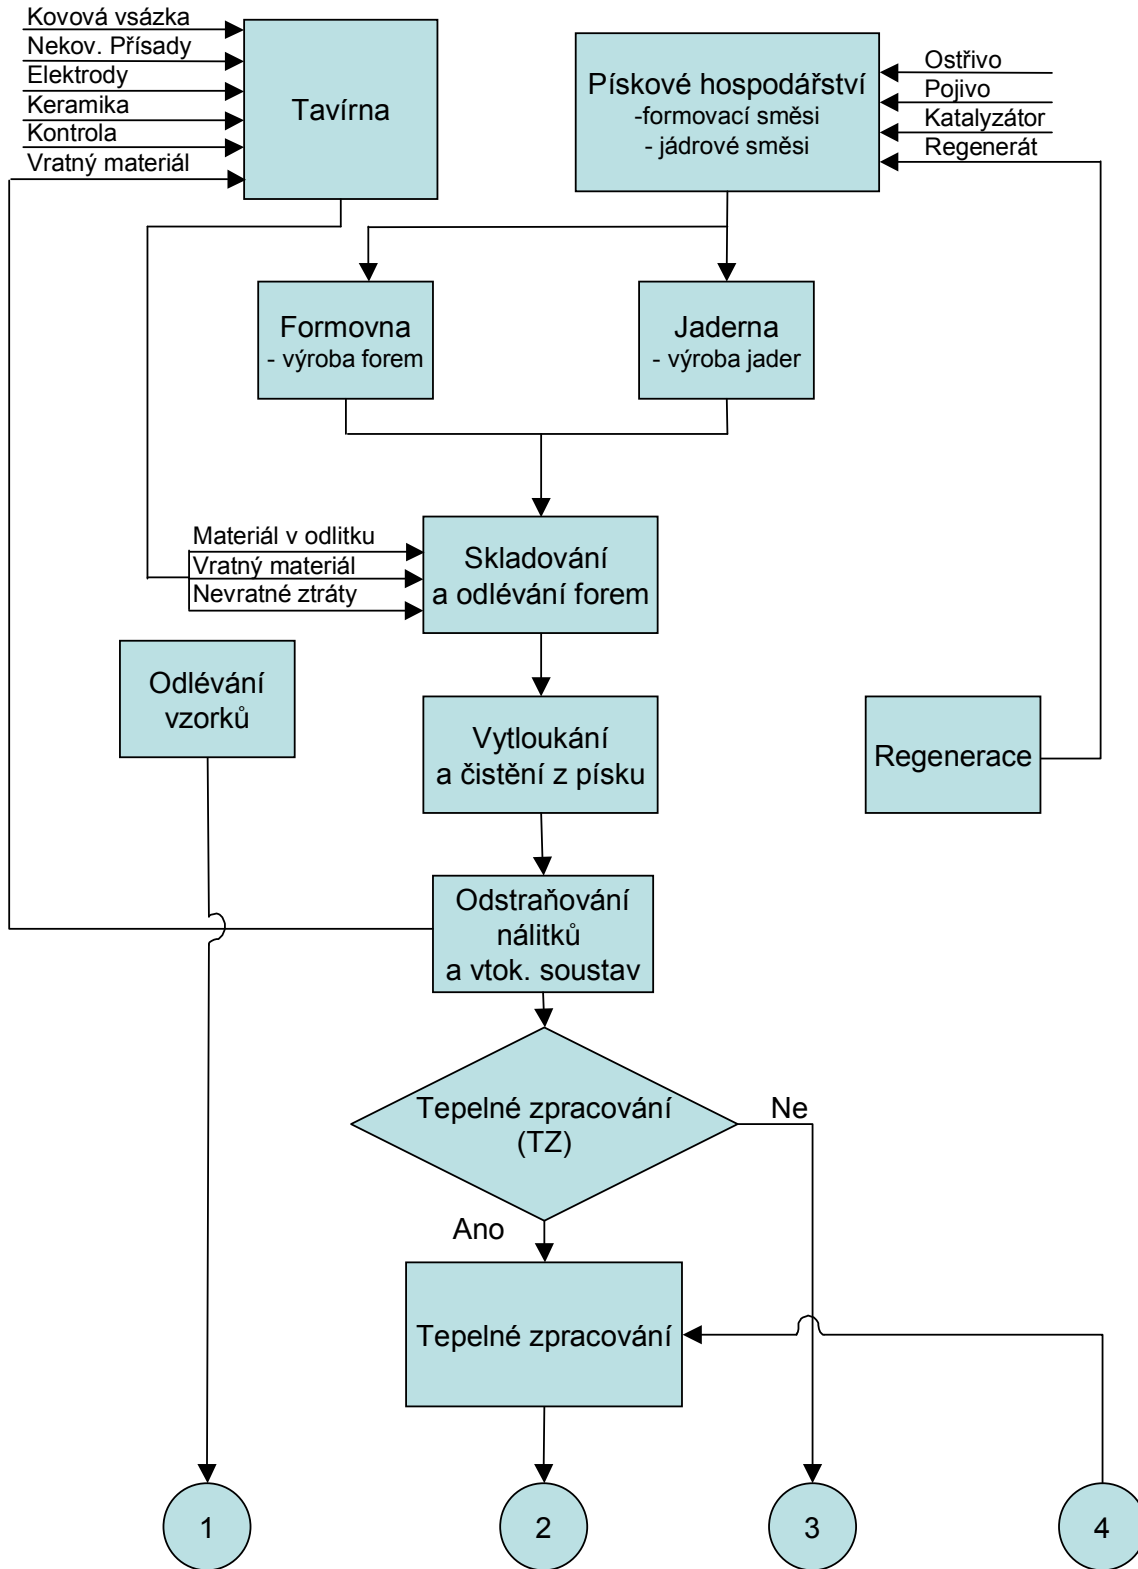 Kovová vsázka
Nekov. Přísady
Elektrody
Keramika
Kontrola
Vratný materiál
Tavírna
Pískové hospodářství
-formovací směsi
- jádrové směsi
Ostřivo
Pojivo
Katalyzátor
Regenerát
Formovna
- výroba forem
Jaderna
- výroba jader
Materiál v odlitku
Vratný materiál
Nevratné ztráty
Skladování
a odlévání forem
Odlévání
vzorků
Vytloukání
a čistění z písku
Regenerace
Odstraňování
nálitků
a vtok. soustav
Tepelné zpracování
(TZ)
Ne
Ano
Tepelné zpracování
1
2
3
4